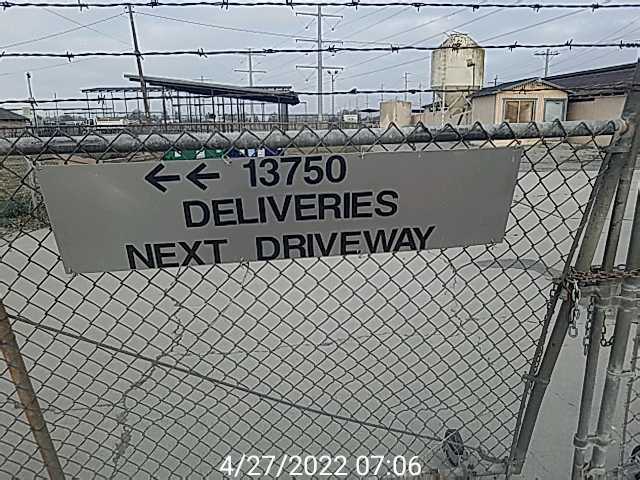 ←← 13750
DELIVERIES
NEXT DRIVEWAY
4/27/2022 07:06